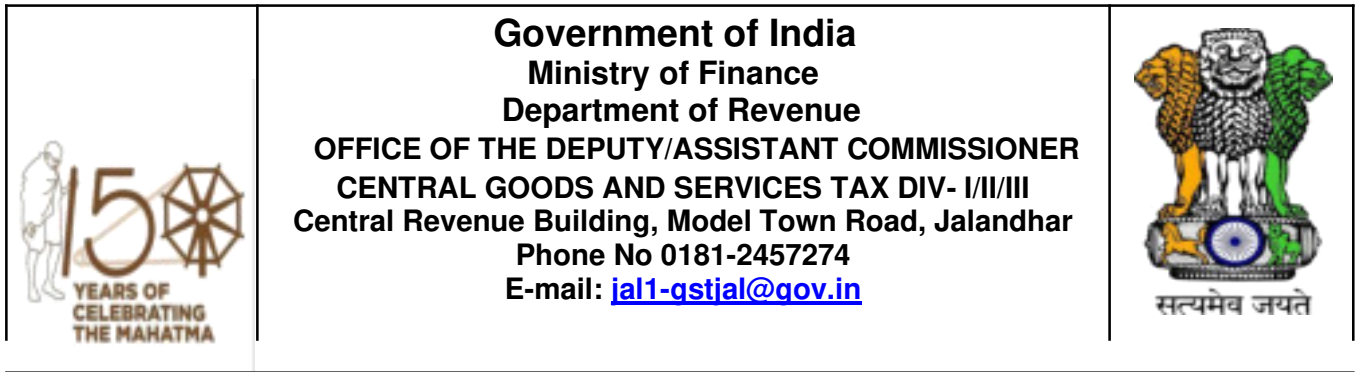 Government of India
Ministry of Finance
Department of Revenue
OFFICE OF THE DEPUTY/ASSISTANT COMMISSIONER
CENTRAL GOODS AND SERVICES TAX DIV- I/II/III
Central Revenue Building, Model Town Road, Jalandhar
Phone No 0181-2457274
E-mail: jal1-gstjal@gov.in
150
YEARS OF
CELEBRATING
THE MAHATMA
सत्यमेव जयते